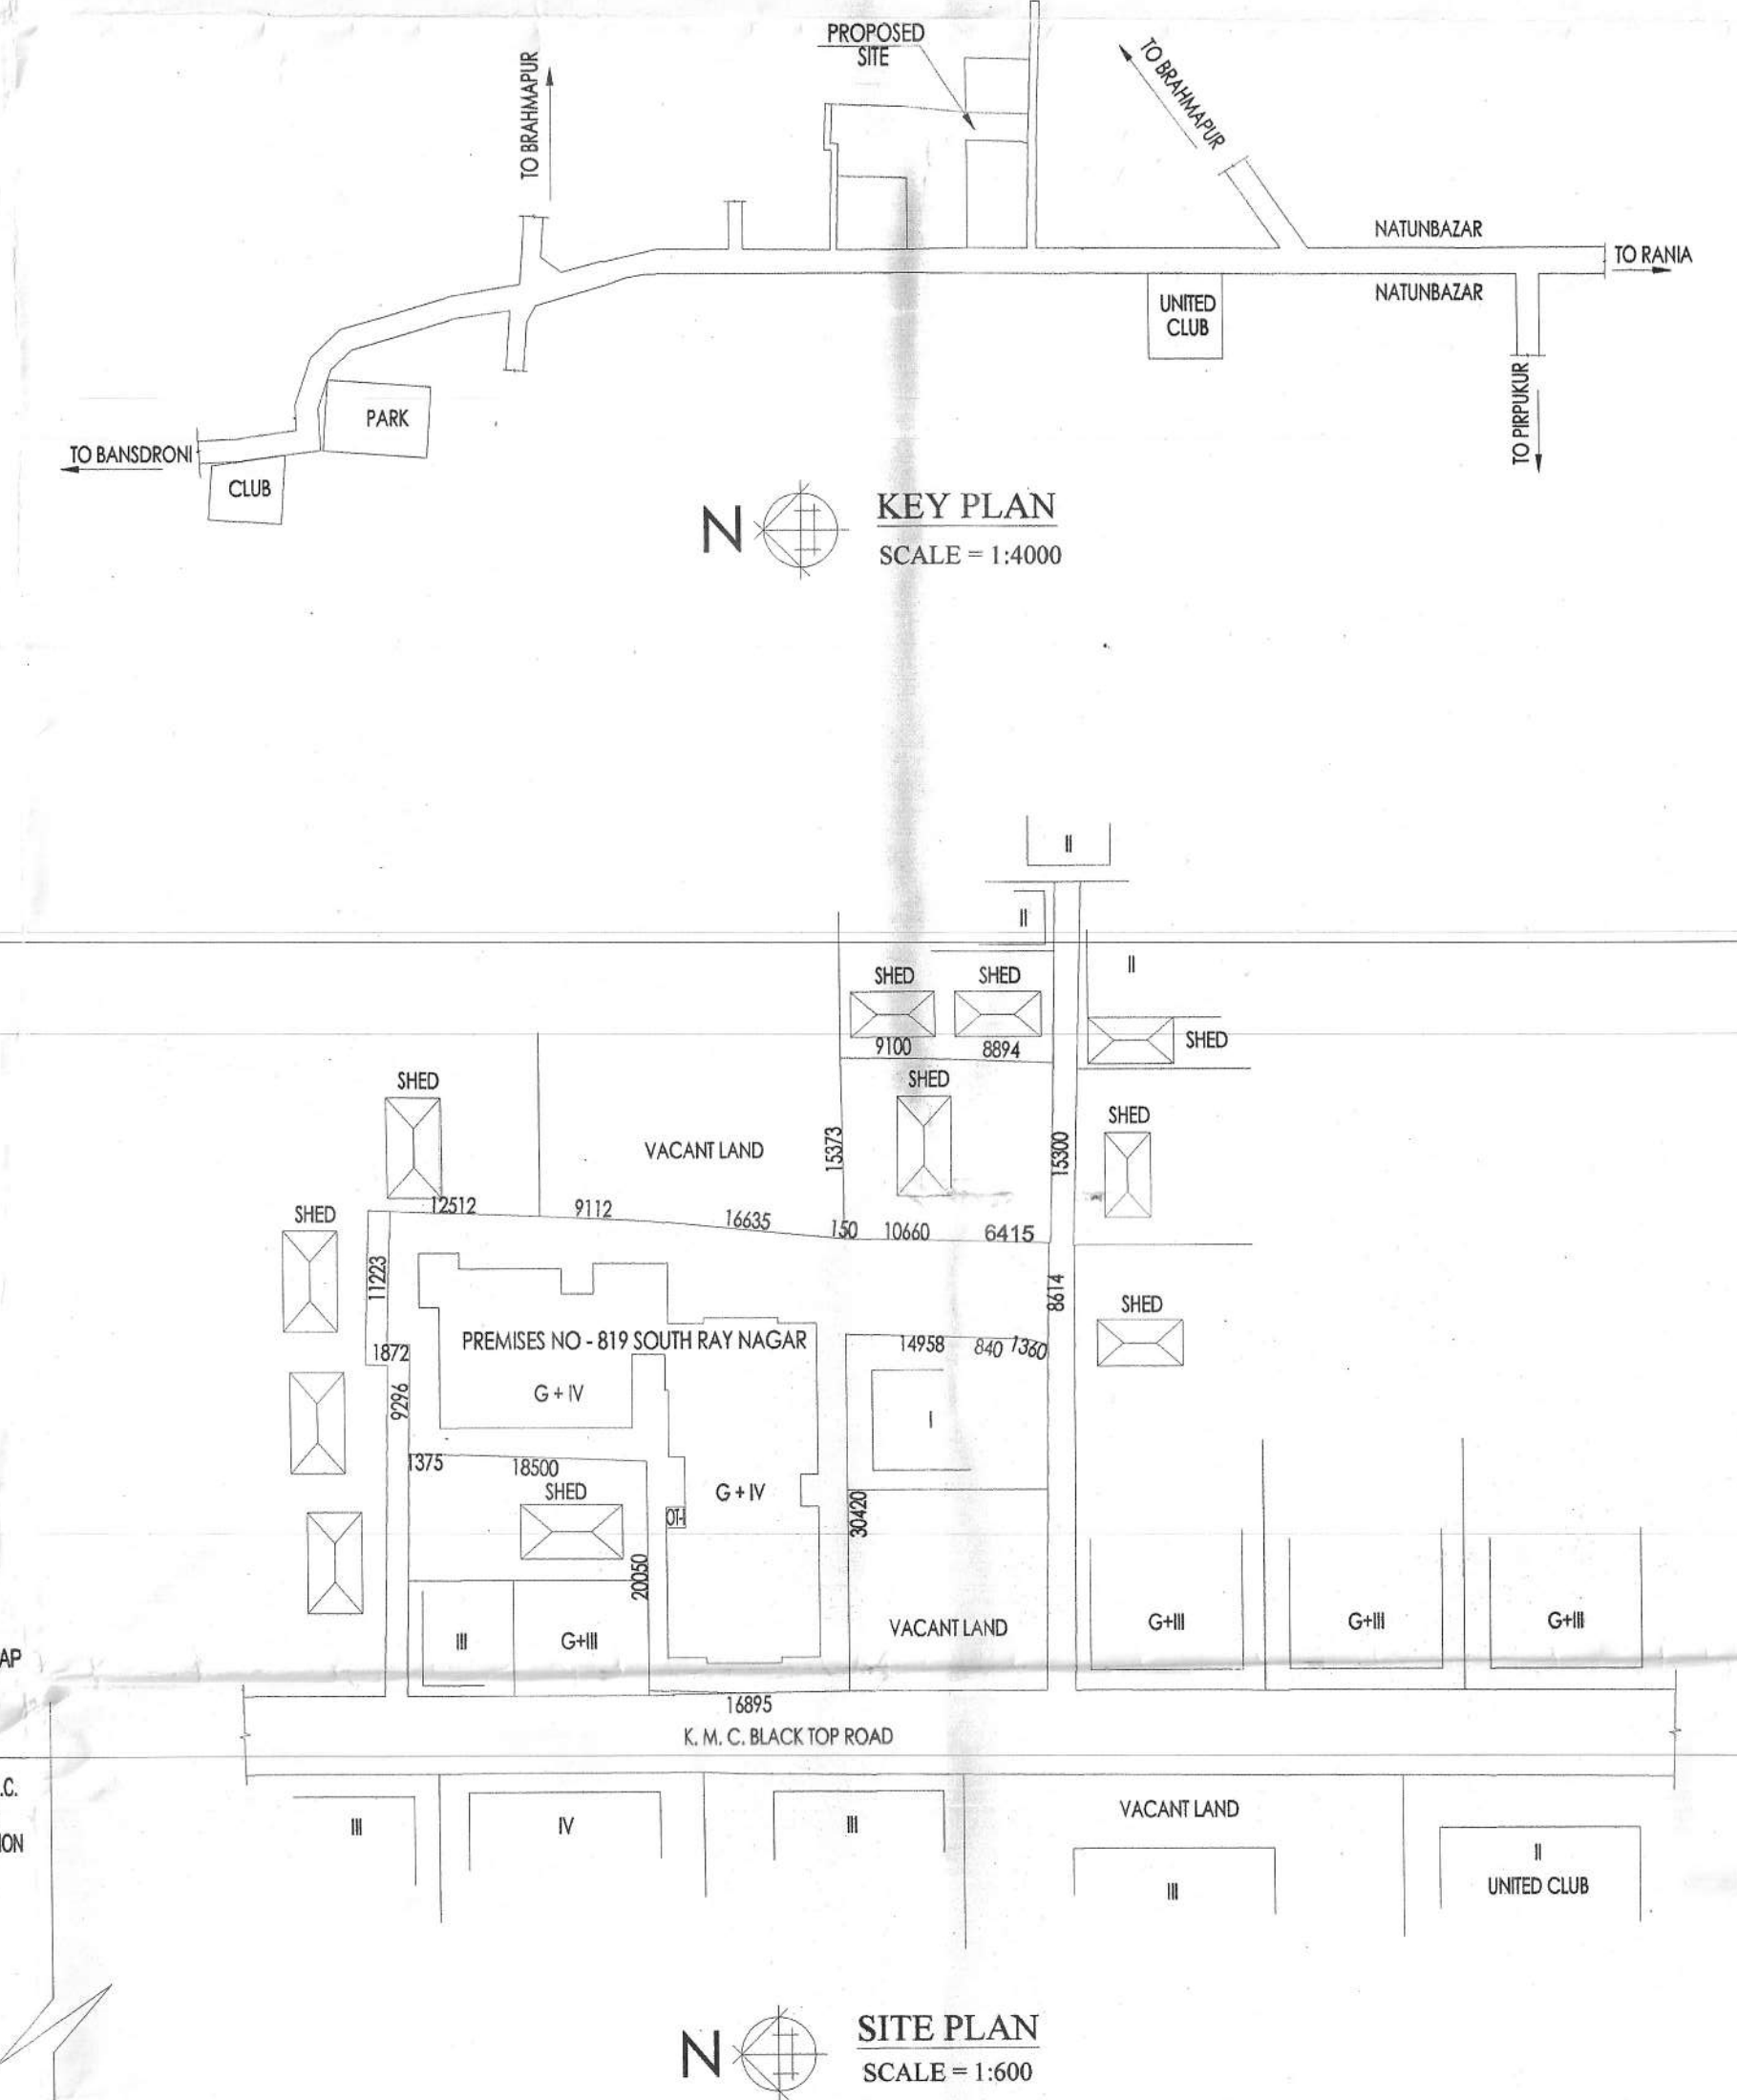 PROPOSED
SITE
TO BRAHMAPUR
TO BRAHMAPUR
NATUNBAZAR
TO RANIA
NATUNBAZAR
UNITED
CLUB
TO PIRPUKUR
PARK
TO BANSDRONI
CLUB
N
KEY PLAN
SCALE = 1:4000
II
II
II
SHED
SHED
SHED
9100
8894
SHED
SHED
SHED
VACANT LAND
15373
15300
SHED
12512
9112
16635
150
10660
6415
11223
8614
SHED
1872
PREMISES NO - 819 SOUTH RAY NAGAR
14958
840
1360
9296
G + IV
I
1375
18500
SHED
G + IV
30420
OT-I
20050
III
G+III
VACANT LAND
G+III
G+III
G+III
AP
16895
K. M. C. BLACK TOP ROAD
.C.
VACANT LAND
III
IV
III
ION
III
II
UNITED CLUB
N
SITE PLAN
SCALE = 1:600